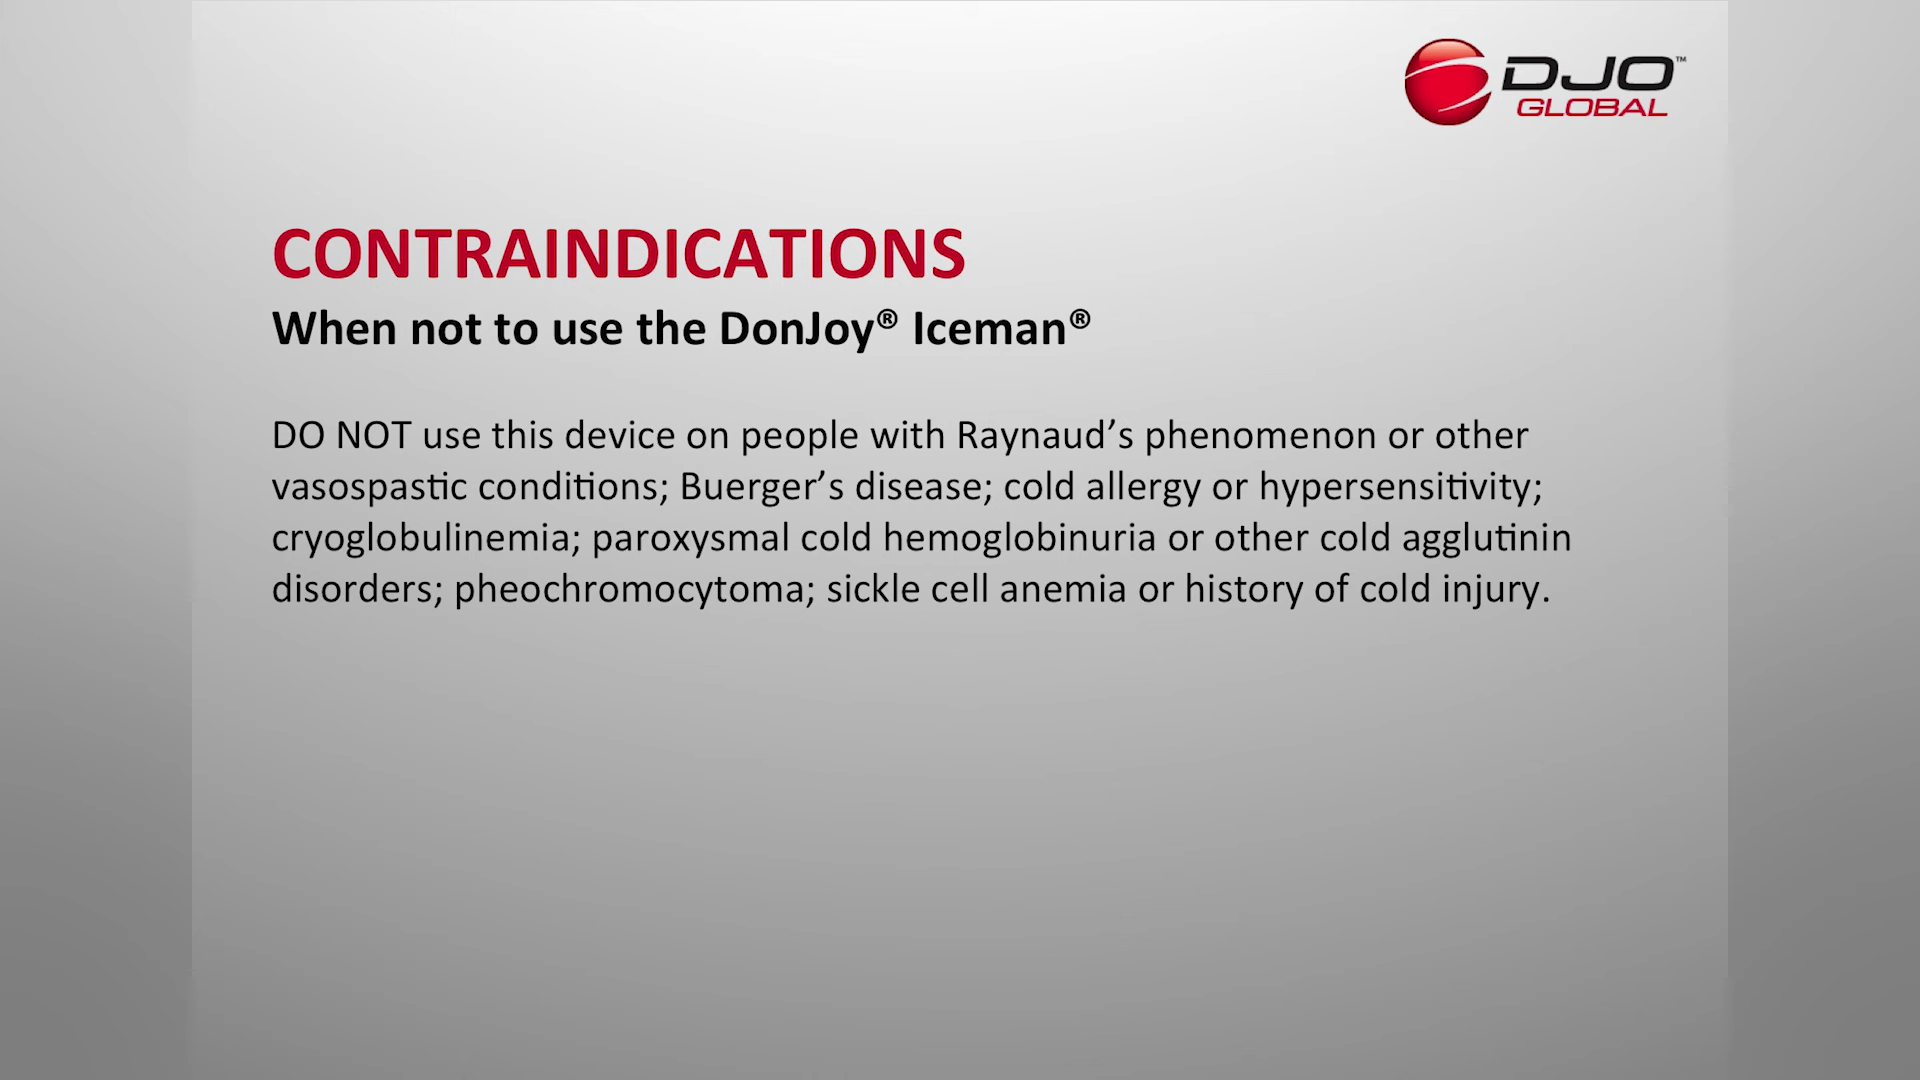 DJO™
GLOBAL
CONTRAINDICATIONS
When not to use the DonJoy® Iceman®
DO NOT use this device on people with Raynaud’s phenomenon or other
vasospastic conditions; Buerger’s disease; cold allergy or hypersensitivity;
cryoglobulinemia; paroxysmal cold hemoglobinuria or other cold agglutinin
disorders; pheochromocytoma; sickle cell anemia or history of cold injury.